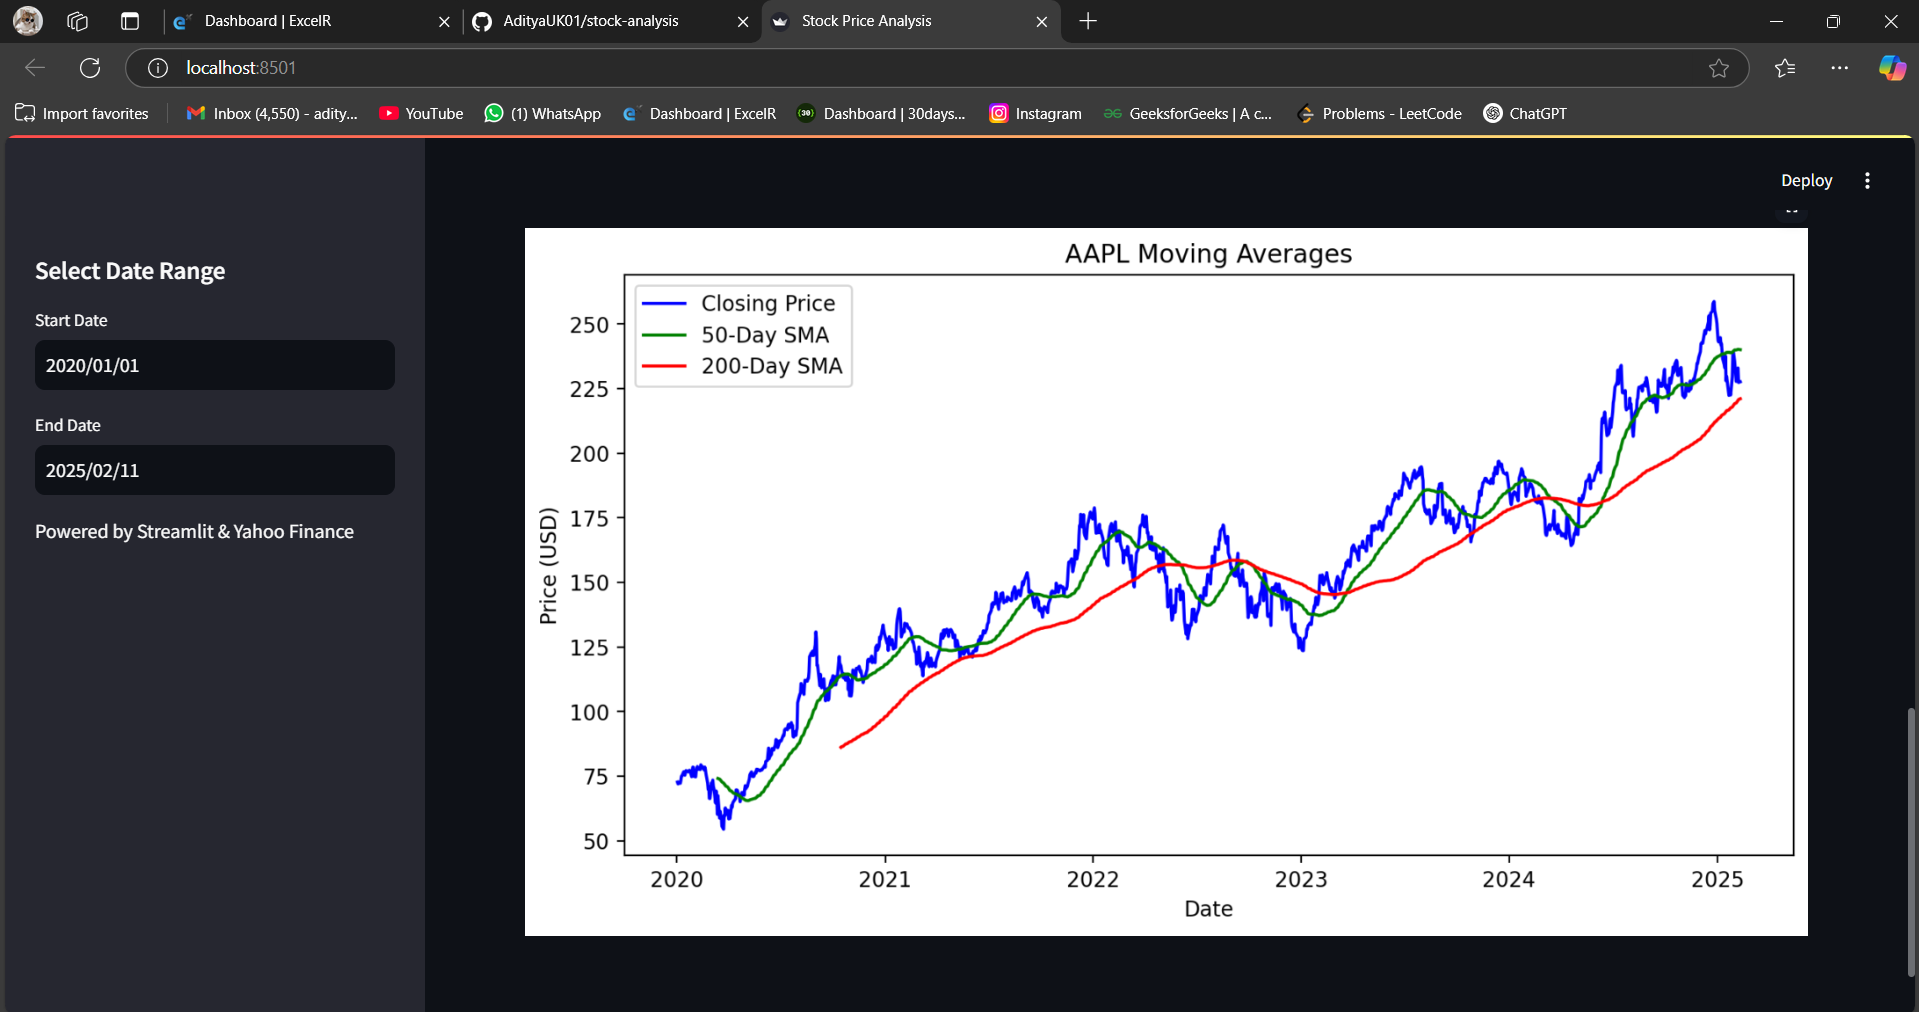 Dashboard | ExcelR
AdityaUK01/stock-analysis
Stock Price Analysis
localhost:8501
Import favorites
Inbox (4,550) - adity...
YouTube
(1) WhatsApp
Dashboard | ExcelR
Dashboard | 30days...
Instagram
GeeksforGeeks | A c...
Problems - LeetCode
ChatGPT
Deploy
Select Date Range
Start Date
2020/01/01
End Date
2025/02/11
Powered by Streamlit & Yahoo Finance
AAPL Moving Averages
Closing Price
50-Day SMA
200-Day SMA
Price (USD)
250
225
200
175
150
125
100
75
50
2020 2021 2022 2023 2024 2025
Date